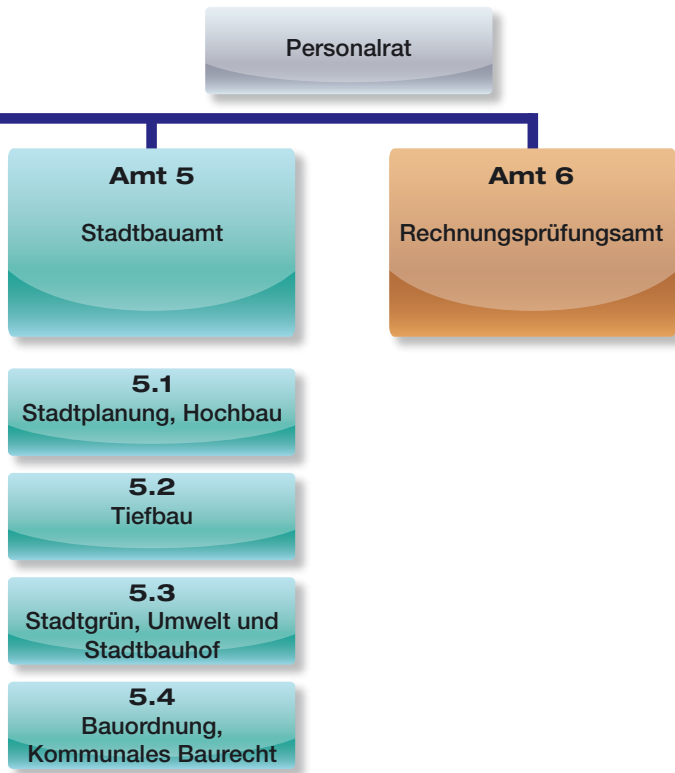 Personalrat
Amt 5
Stadtbauamt
Amt 6
Rechnungsprüfungsamt
5.1
Stadtplanung, Hochbau
5.2
Tiefbau
5.3
Stadtgrün, Umwelt und
Stadtbauhof
5.4
Bauordnung,
Kommunales Baurecht